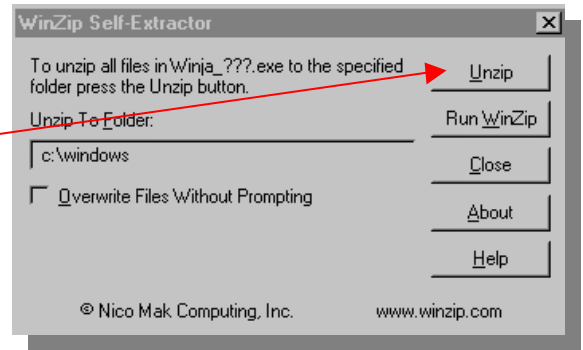 WinZip Self-Extractor
To unzip all files in Winja_???.exe to the specified
folder press the Unzip button.
Unzip To Folder:
c:\windows
Overwrite Files Without Prompting
Unzip
Run WinZip
Close
About
Help
© Nico Mak Computing, Inc. www.winzip.com